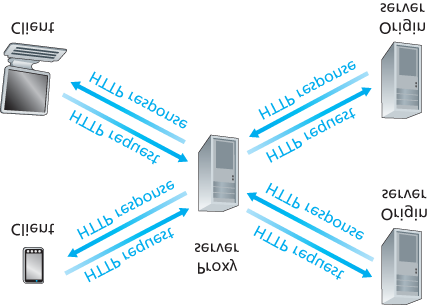 Proxy
server
HTTP request
HTTP response
HTTP request
HTTP response
Client
Origin
server
HTTP request
HTTP response
HTTP request
HTTP response
Client
Origin
server